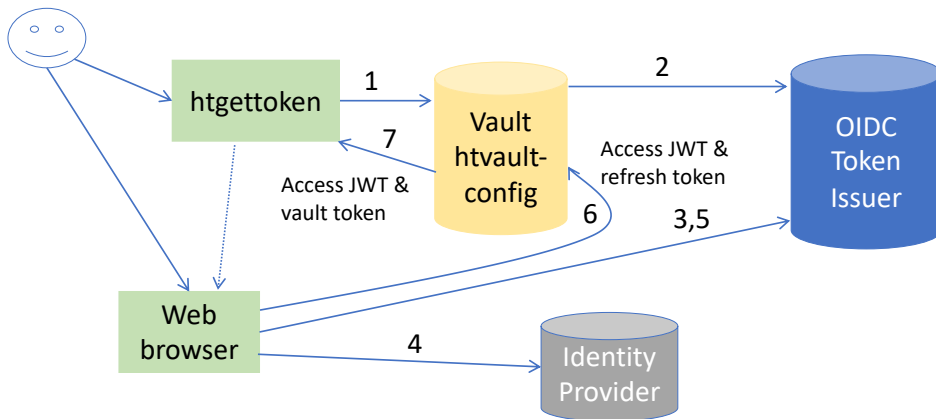 htgettoken
1
Vault
htvault-
config
2
OIDC
Token
Issuer
7
Access JWT &
vault token
Access JWT &
refresh token
6
3,5
Web
browser
4
Identity
Provider